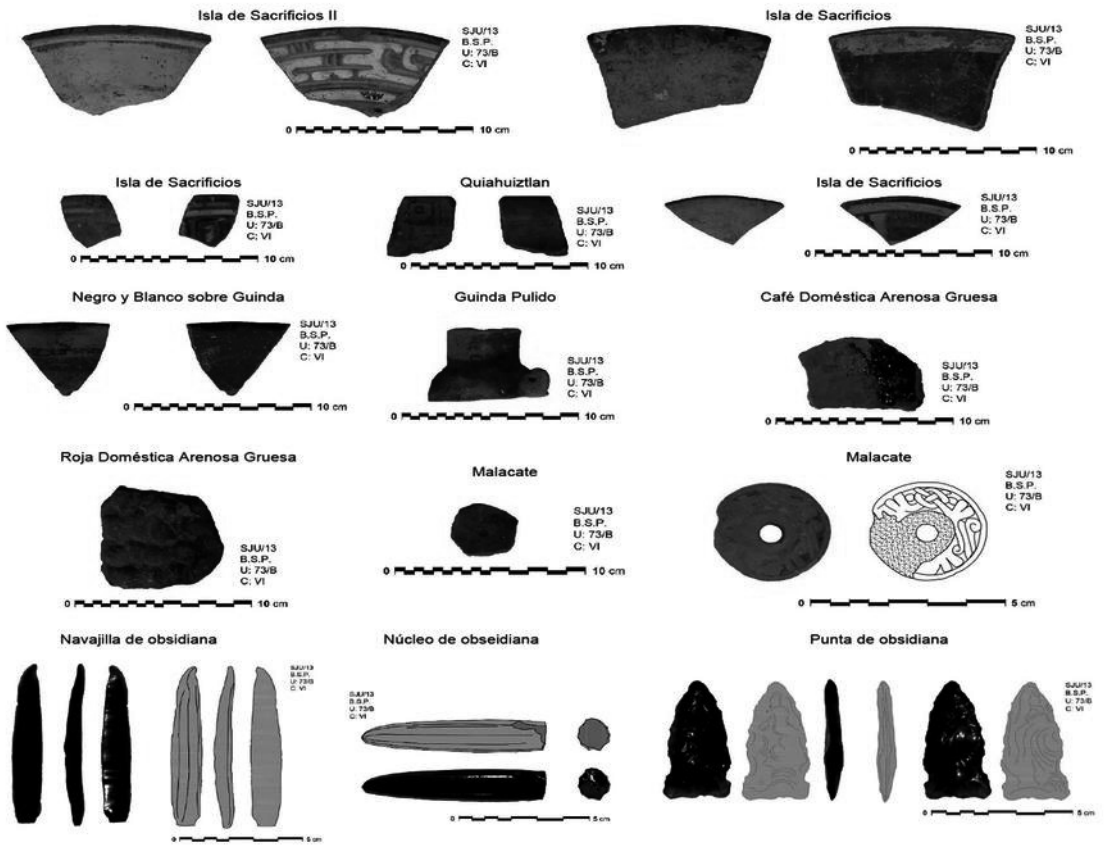 Isla de Sacrificios II
SJU/13
B.S.P.
U: 73/B
C: VI
0 10 cm
Isla de Sacrificios
SJU/13
B.S.P.
U: 73/B
C: VI
0 10 cm
Isla de Sacrificios
SJU/13
B.S.P.
U: 73/B
C: VI
0 10 cm
Quiahuiztlan
SJU/13
B.S.P.
U: 73/B
C: VI
0 10 cm
Isla de Sacrificios
SJU/13
B.S.P.
U: 73/B
C: VI
0 10 cm
Negro y Blanco sobre Guinda
SJU/13
B.S.P.
U: 73/B
C: VI
0 10 cm
Guinda Pulido
SJU/13
B.S.P.
U: 73/B
C: VI
0 10 cm
Café Doméstica Arenosa Gruesa
SJU/13
B.S.P.
U: 73/B
C: VI
0 10 cm
Roja Doméstica Arenosa Gruesa
SJU/13
B.S.P.
U: 73/B
C: VI
0 10 cm
Malacate
SJU/13
B.S.P.
U: 73/B
C: VI
0 10 cm
Malacate
SJU/13
B.S.P.
U: 73/B
C: VI
0 5 cm
Navajilla de obsidiana
SJU/13
B.S.P.
U: 73/B
C: VI
0 5 cm
Núcleo de obseidiana
SJU/13
B.S.P.
U: 73/B
C: VI
0 5 cm
Punta de obsidiana
SJU/13
B.S.P.
U: 73/B
C: VI
0 5 cm